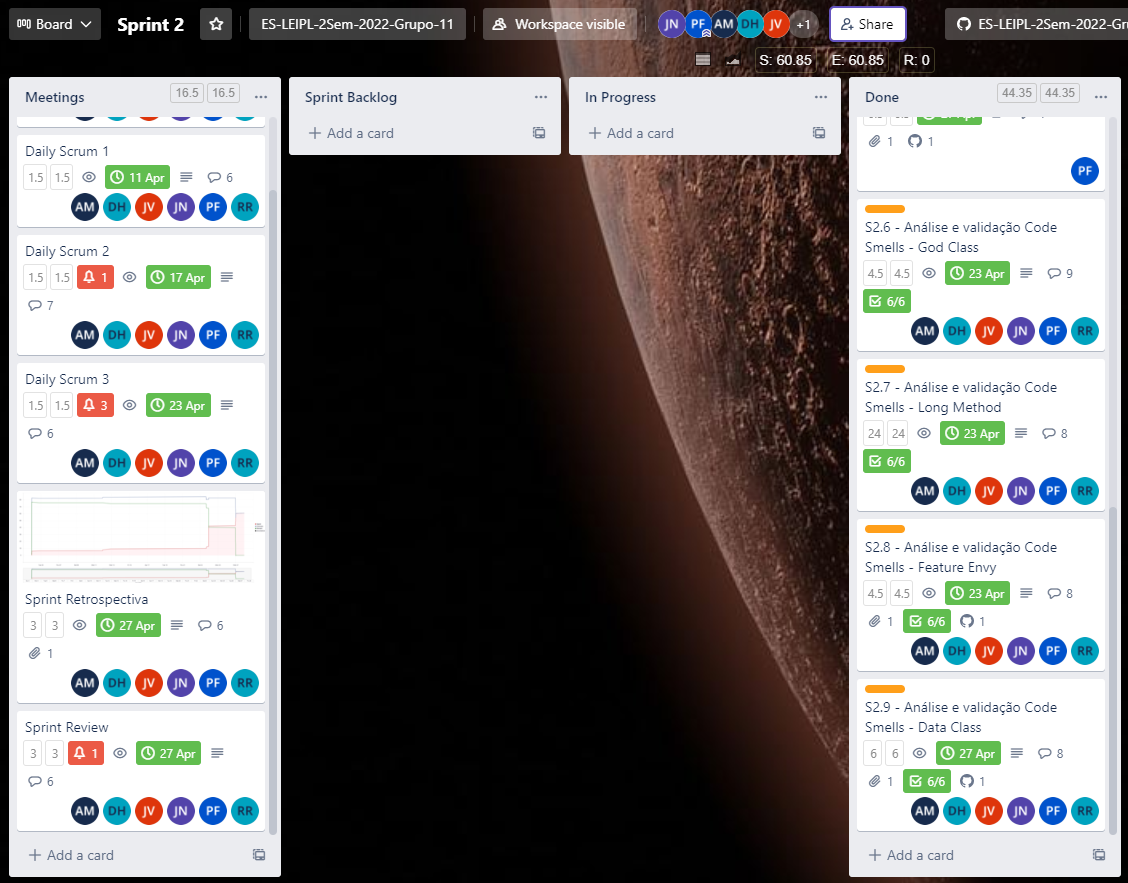 Board
Sprint 2
ES-LEIPL-2Sem-2022-Grupo-11
Workspace visible
JN PF AM DH JV +1
Share
ES-LEIPL-2Sem-2022-Gru
S: 60.85 E: 60.85 R: 0
Meetings 16.5 16.5
Daily Scrum 1
1.5 1.5 11 Apr 6
AM DH JV JN PF RR
Daily Scrum 2
1.5 1.5 1 17 Apr
7
AM DH JV JN PF RR
Daily Scrum 3
1.5 1.5 3 23 Apr
6
AM DH JV JN PF RR
Sprint Retrospectiva
3 3 27 Apr 6
1
AM DH JV JN PF RR
Sprint Review
3 3 1 27 Apr
6
AM DH JV JN PF RR
+ Add a card
Sprint Backlog
+ Add a card
In Progress
+ Add a card
Done 44.35 44.35
1 1
PF
S2.6 - Análise e validação Code
Smells - God Class
4.5 4.5 23 Apr 9
6/6
AM DH JV JN PF RR
S2.7 - Análise e validação Code
Smells - Long Method
24 24 23 Apr 8
6/6
AM DH JV JN PF RR
S2.8 - Análise e validação Code
Smells - Feature Envy
4.5 4.5 23 Apr 8
1 6/6 1
AM DH JV JN PF RR
S2.9 - Análise e validação Code
Smells - Data Class
6 6 27 Apr 8
1 6/6 1
AM DH JV JN PF RR
+ Add a card